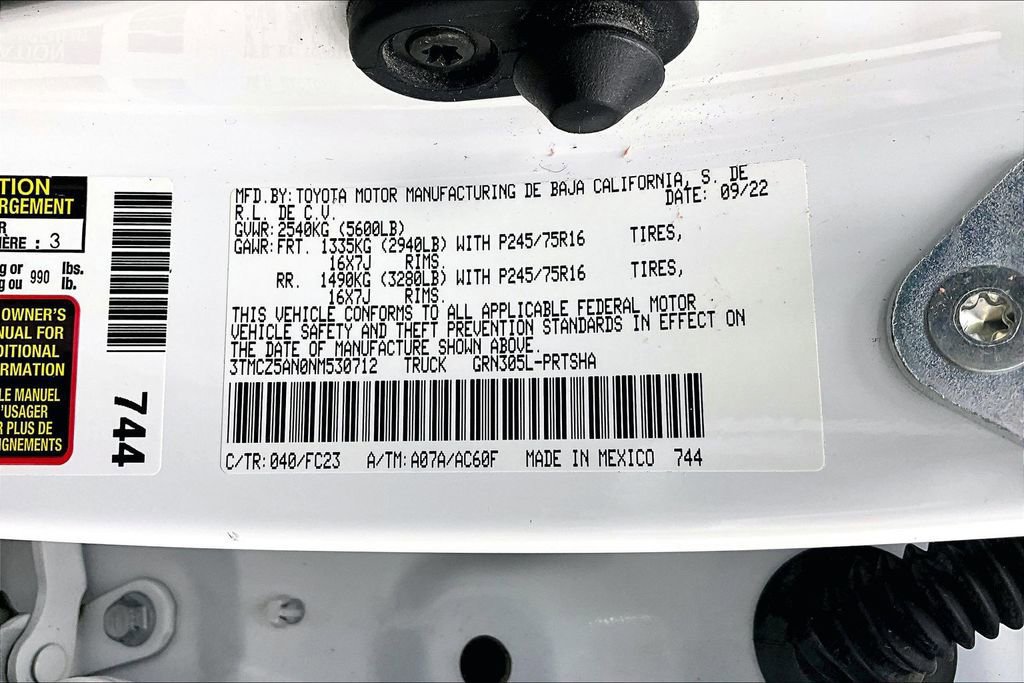 TION
RGEMENT
R
IÈRE : 3
g or 990 lbs.
g ou lb.
OWNER'S
NUAL FOR
DITIONAL
RMATION
LE MANUEL
'USAGER
R PLUS DE
IGNEMENTS
744
MFD.BY:TOYOTA MOTOR MANUFACTURING DE BAJA CALIFORNIA, S. DE
R.L. DE C.V. DATE: 09/22
GVWR:2540KG (5600LB)
GAWR:FRT. 1335KG (2940LB) WITH P245/75R16 TIRES,
16X7J RIMS.
RR. 1490KG (3280LB) WITH P245/75R16 TIRES,
16X7J RIMS.
THIS VEHICLE CONFORMS TO ALL APPLICABLE FEDERAL MOTOR
VEHICLE SAFETY AND THEFT PREVENTION STANDARDS IN EFFECT ON
THE DATE OF MANUFACTURE SHOWN ABOVE.
3TMCZ5AN0NM530712 TRUCK GRN305L-PRTSHA
C/TR:040/FC23 A/TM:A07A/AC60F MADE IN MEXICO 744